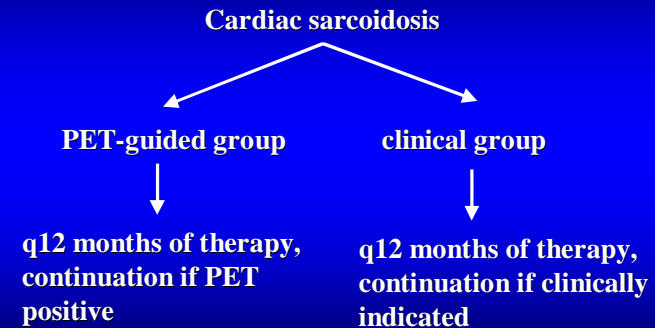 Cardiac sarcoidosis
PET-guided group
clinical group
q12 months of therapy,
continuation if PET
positive
q12 months of therapy,
continuation if clinically
indicated